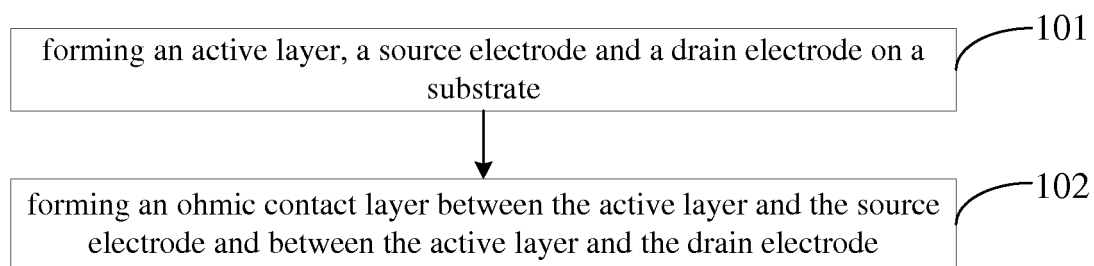 forming an active layer, a source electrode and a drain electrode on a
substrate
101
forming an ohmic contact layer between the active layer and the source
electrode and between the active layer and the drain electrode
102